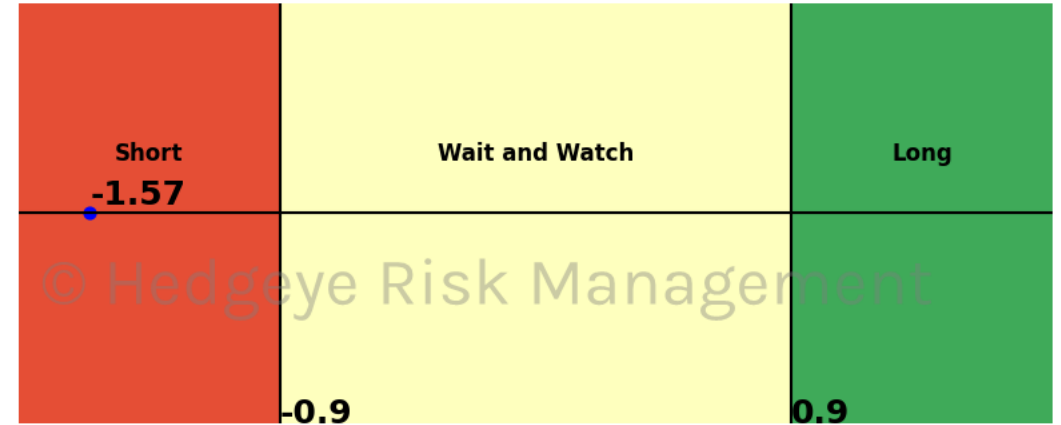 Short
Wait and Watch
Long
-1.57
© Hedgeye Risk Management
-0.9
0.9